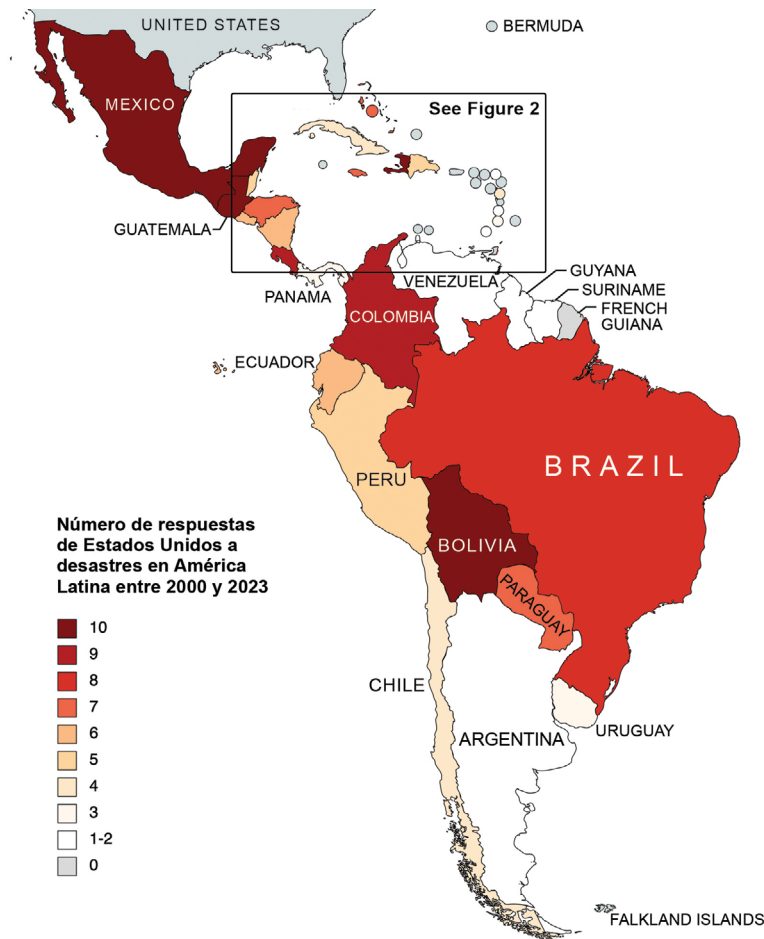 UNITED STATES
BERMUDA
MEXICO
See Figure 2
GUATEMALA
PANAMA
VENEZUELA
GUYANA
SURINAME
FRENCH
GUIANA
COLOMBIA
ECUADOR
PERU
BRAZIL
BOLIVIA
PARAGUAY
CHILE
ARGENTINA
URUGUAY
FALKLAND ISLANDS
Número de respuestas
de Estados Unidos a
desastres en América
Latina entre 2000 y 2023
10
9
8
7
6
5
4
3
1-2
0